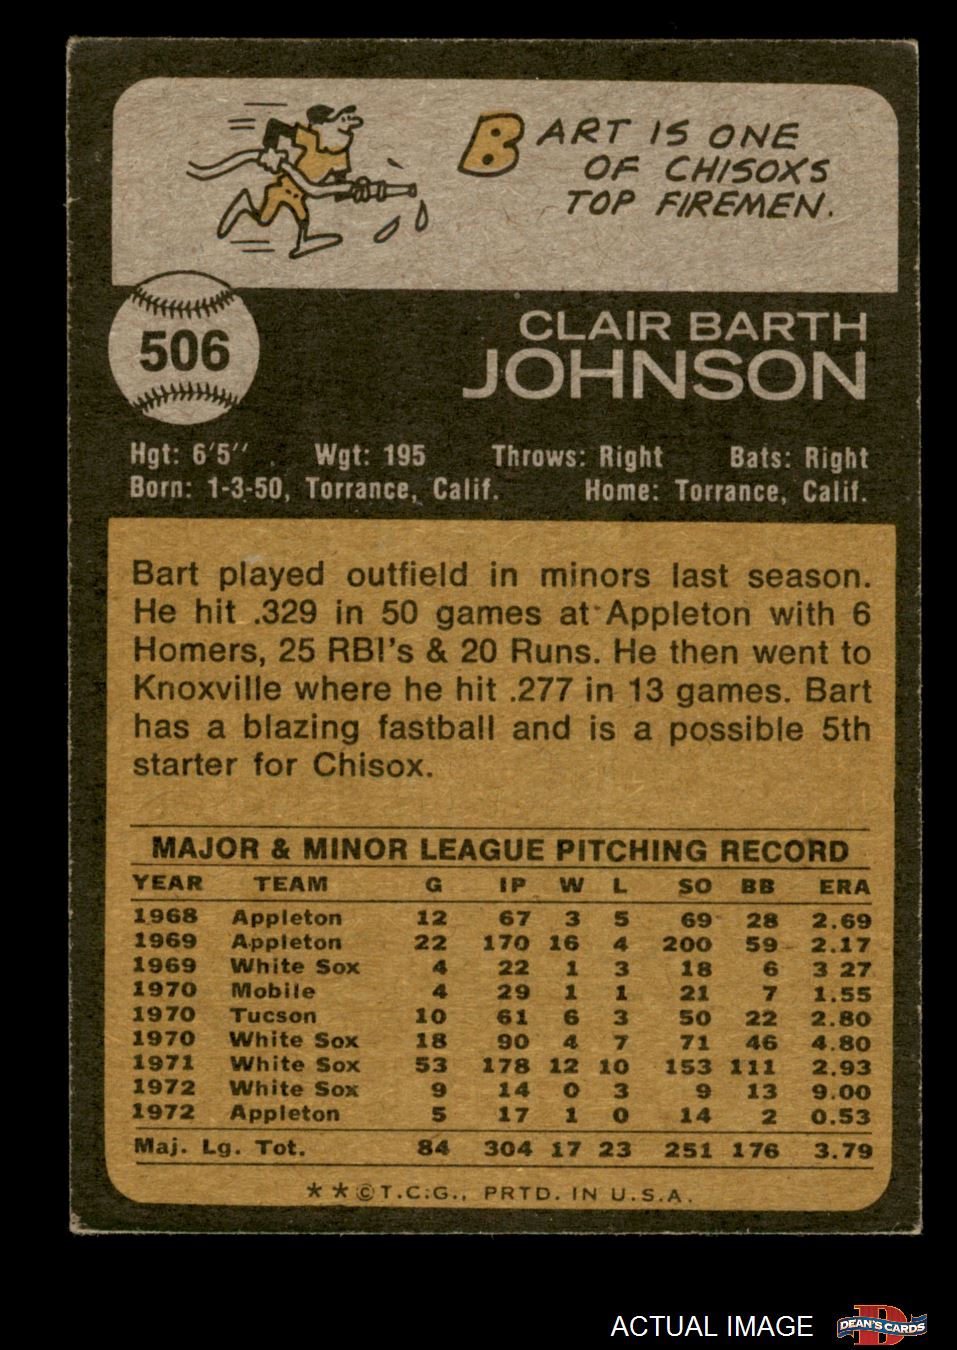 BART IS ONE
OF CHISOXS
TOP FIREMEN.
506
CLAIR BARTH
JOHNSON
Hgt: 6'5'' Wgt: 195 Throws: Right Bats: Right
Born: 1-3-50, Torrance, Calif. Home: Torrance, Calif.
Bart played outfield in minors last season.
He hit .329 in 50 games at Appleton with 6
Homers, 25 RBI's & 20 Runs. He then went to
Knoxville where he hit .277 in 13 games. Bart
has a blazing fastball and is a possible 5th
starter for Chisox.
MAJOR & MINOR LEAGUE PITCHING RECORD
YEAR TEAM G IP W L SO BB ERA
1968 Appleton 12 67 3 5 69 28 2.69
1969 Appleton 22 170 16 4 200 59 2.17
1969 White Sox 4 22 1 3 18 6 3 27
1970 Mobile 4 29 1 1 21 7 1.55
1970 Tucson 10 61 6 3 50 22 2.80
1970 White Sox 18 90 4 7 71 46 4.80
1971 White Sox 53 178 12 10 153 111 2.93
1972 White Sox 9 14 0 3 9 13 9.00
1972 Appleton 5 17 1 0 14 2 0.53
Maj. Lg. Tot. 84 304 17 23 251 176 3.79
* * © T.C.G., PRTD. IN U.S.A.
ACTUAL IMAGE
D
DEAN'S CARDS